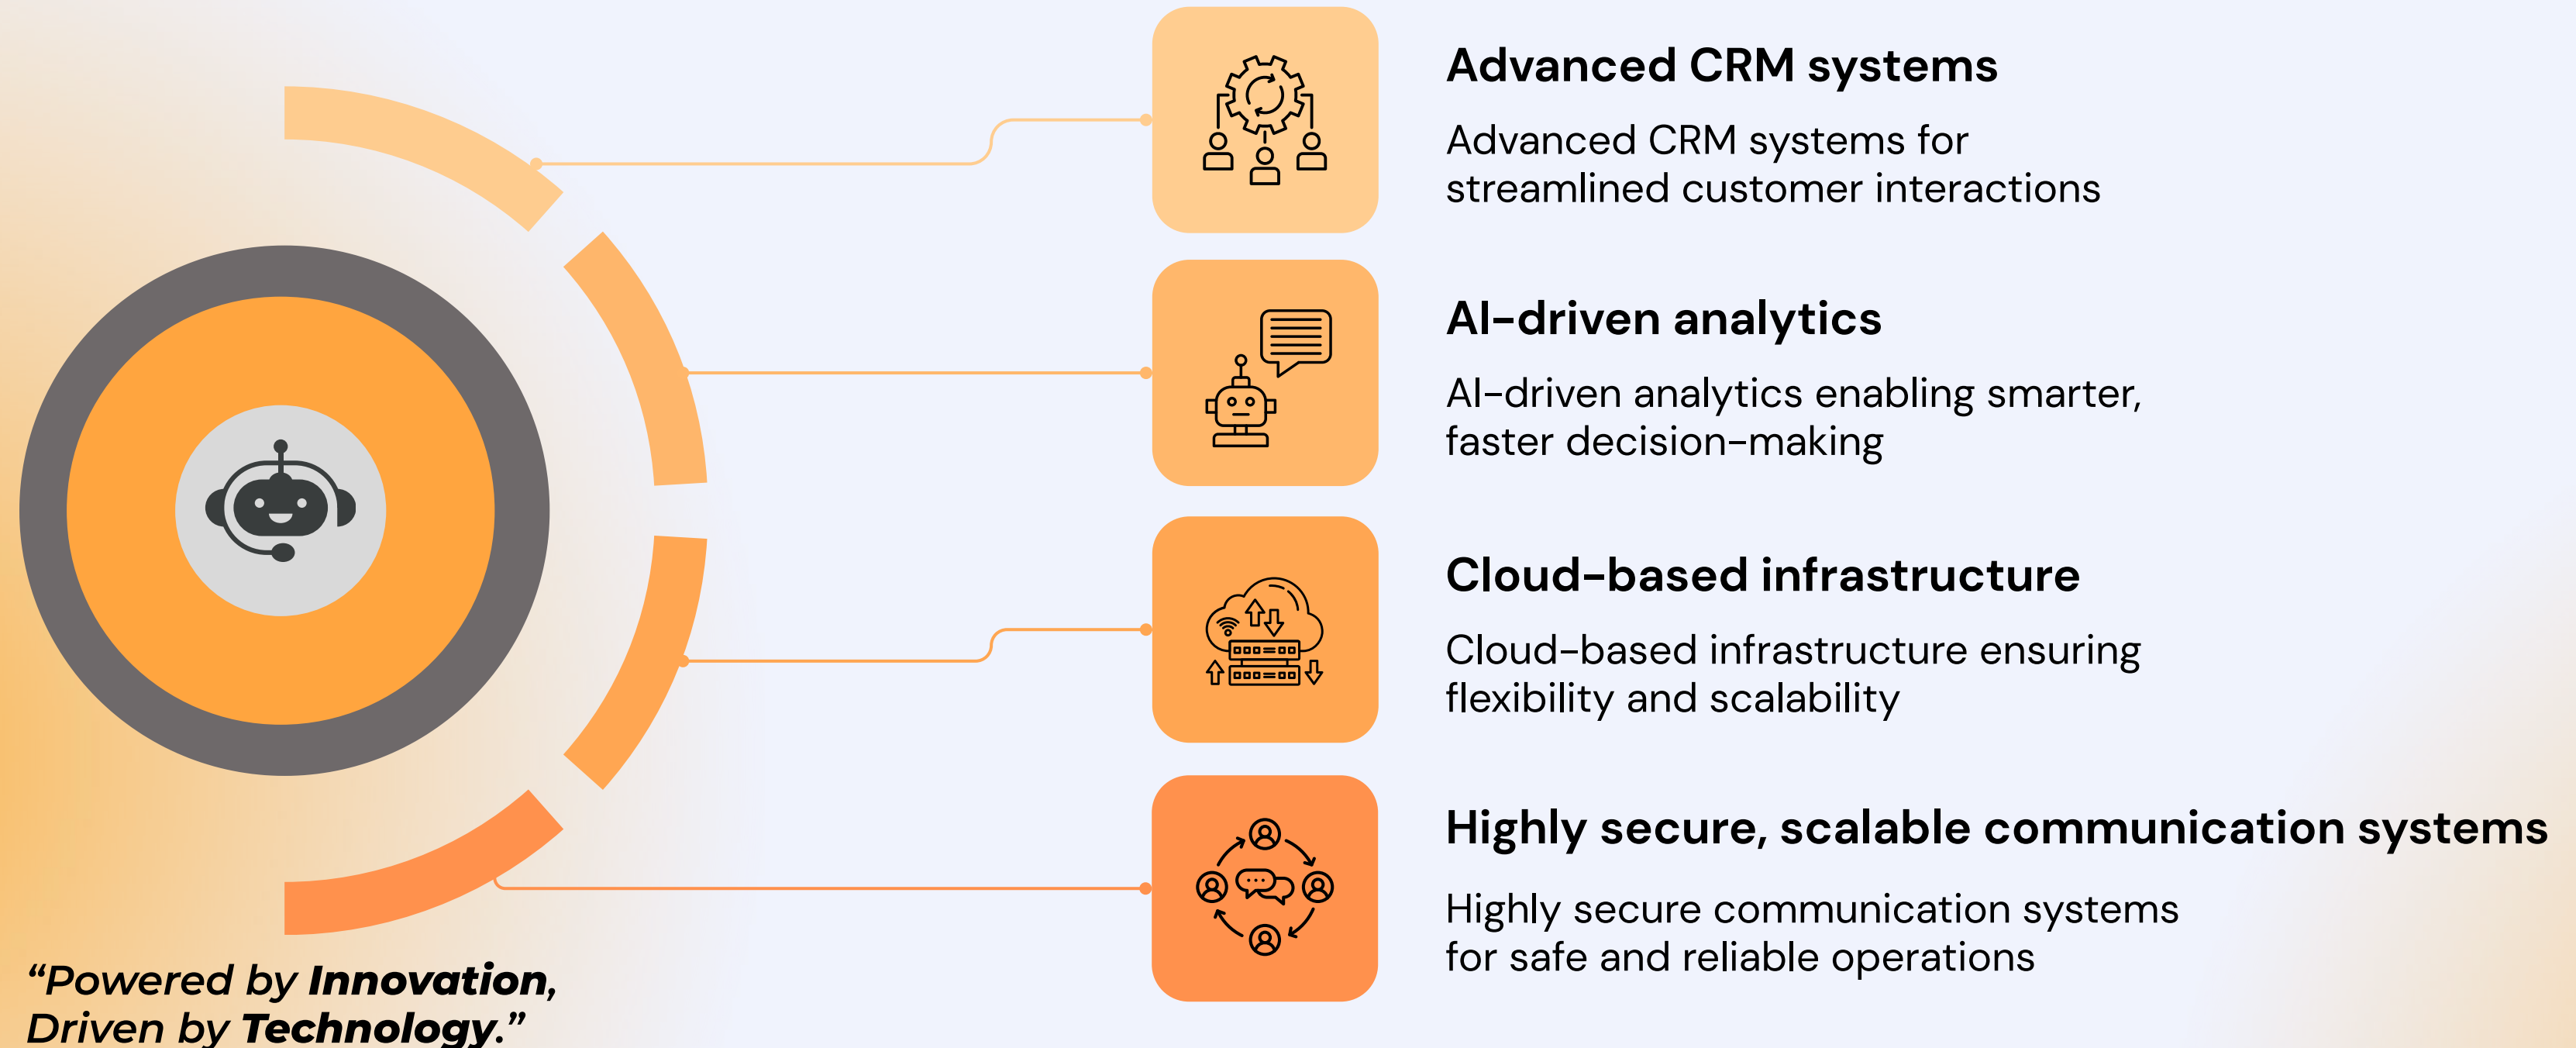 Advanced CRM systems
Advanced CRM systems for
streamlined customer interactions
AI-driven analytics
AI-driven analytics enabling smarter,
faster decision-making
Cloud-based infrastructure
Cloud-based infrastructure ensuring
flexibility and scalability
Highly secure, scalable communication systems
Highly secure communication systems
for safe and reliable operations
“Powered by Innovation,
Driven by Technology.”